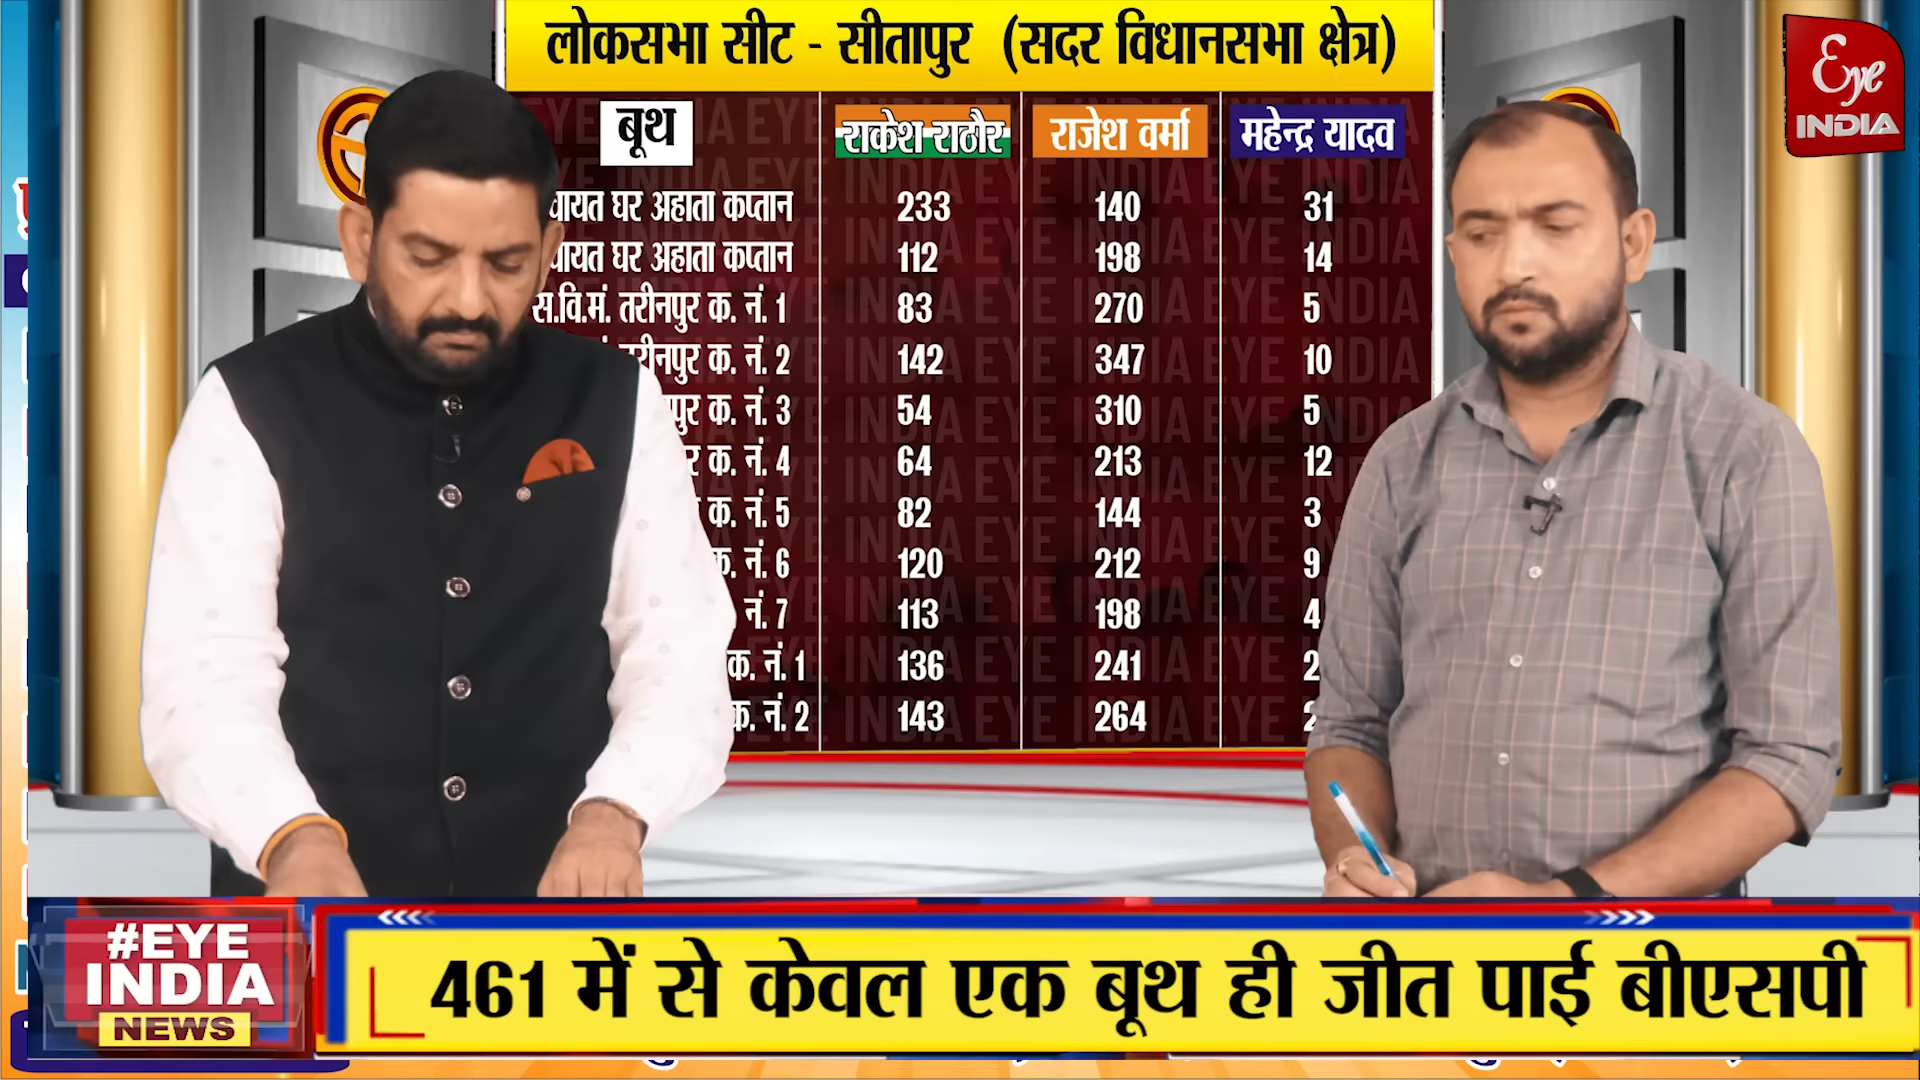 लोकसभा सीट - सीतापुर (सदर विधानसभा क्षेत्र)
Eye
INDIA
बूथ राकेश राठौर राजेश वर्मा महेन्द्र यादव
घर अहाता कप्तान 233 140 31
घर अहाता कप्तान 112 198 14
स.वि.मं. तरीनपुर क. नं. 1 83 270 5
तरीनपुर क. नं. 2 142 347 10
क. नं. 3 54 310 5
क. नं. 4 64 213 12
क. नं. 5 82 144 3
क. नं. 6 120 212 9
नं. 7 113 198 4
क. नं. 1 136 241
क. नं. 2 143 264
#EYE
INDIA
NEWS
461 में से केवल एक बूथ ही जीत पाई बीएसपी